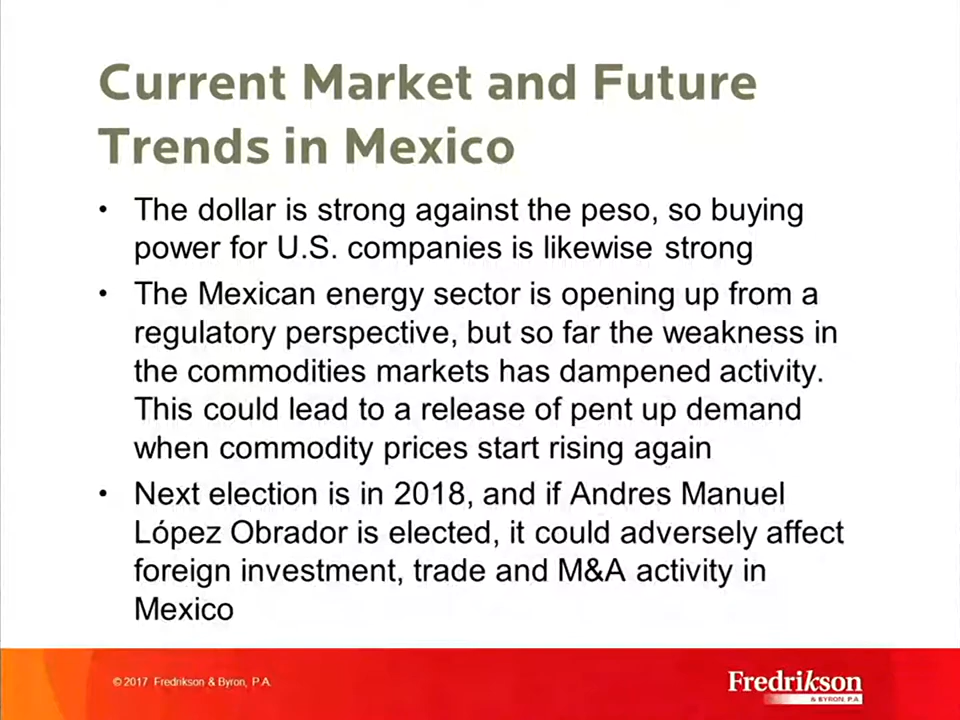 Current Market and Future
Trends in Mexico
• The dollar is strong against the peso, so buying
power for U.S. companies is likewise strong
• The Mexican energy sector is opening up from a
regulatory perspective, but so far the weakness in
the commodities markets has dampened activity.
This could lead to a release of pent up demand
when commodity prices start rising again
• Next election is in 2018, and if Andres Manuel
López Obrador is elected, it could adversely affect
foreign investment, trade and M&A activity in
Mexico
© 2017 Fredrikson & Byron, P.A.
Fredrikson
& BYRON, P.A.